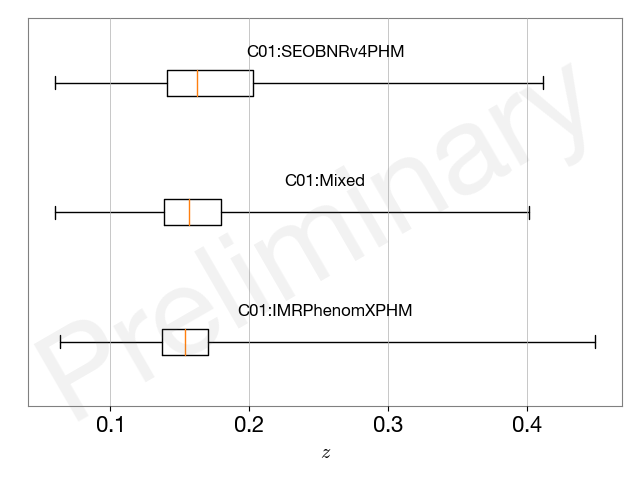 C01:SEOBNRv4PHM
Preliminary
C01:Mixed
C01:IMRPhenomXPHM
0.1 0.2 0.3 0.4
z